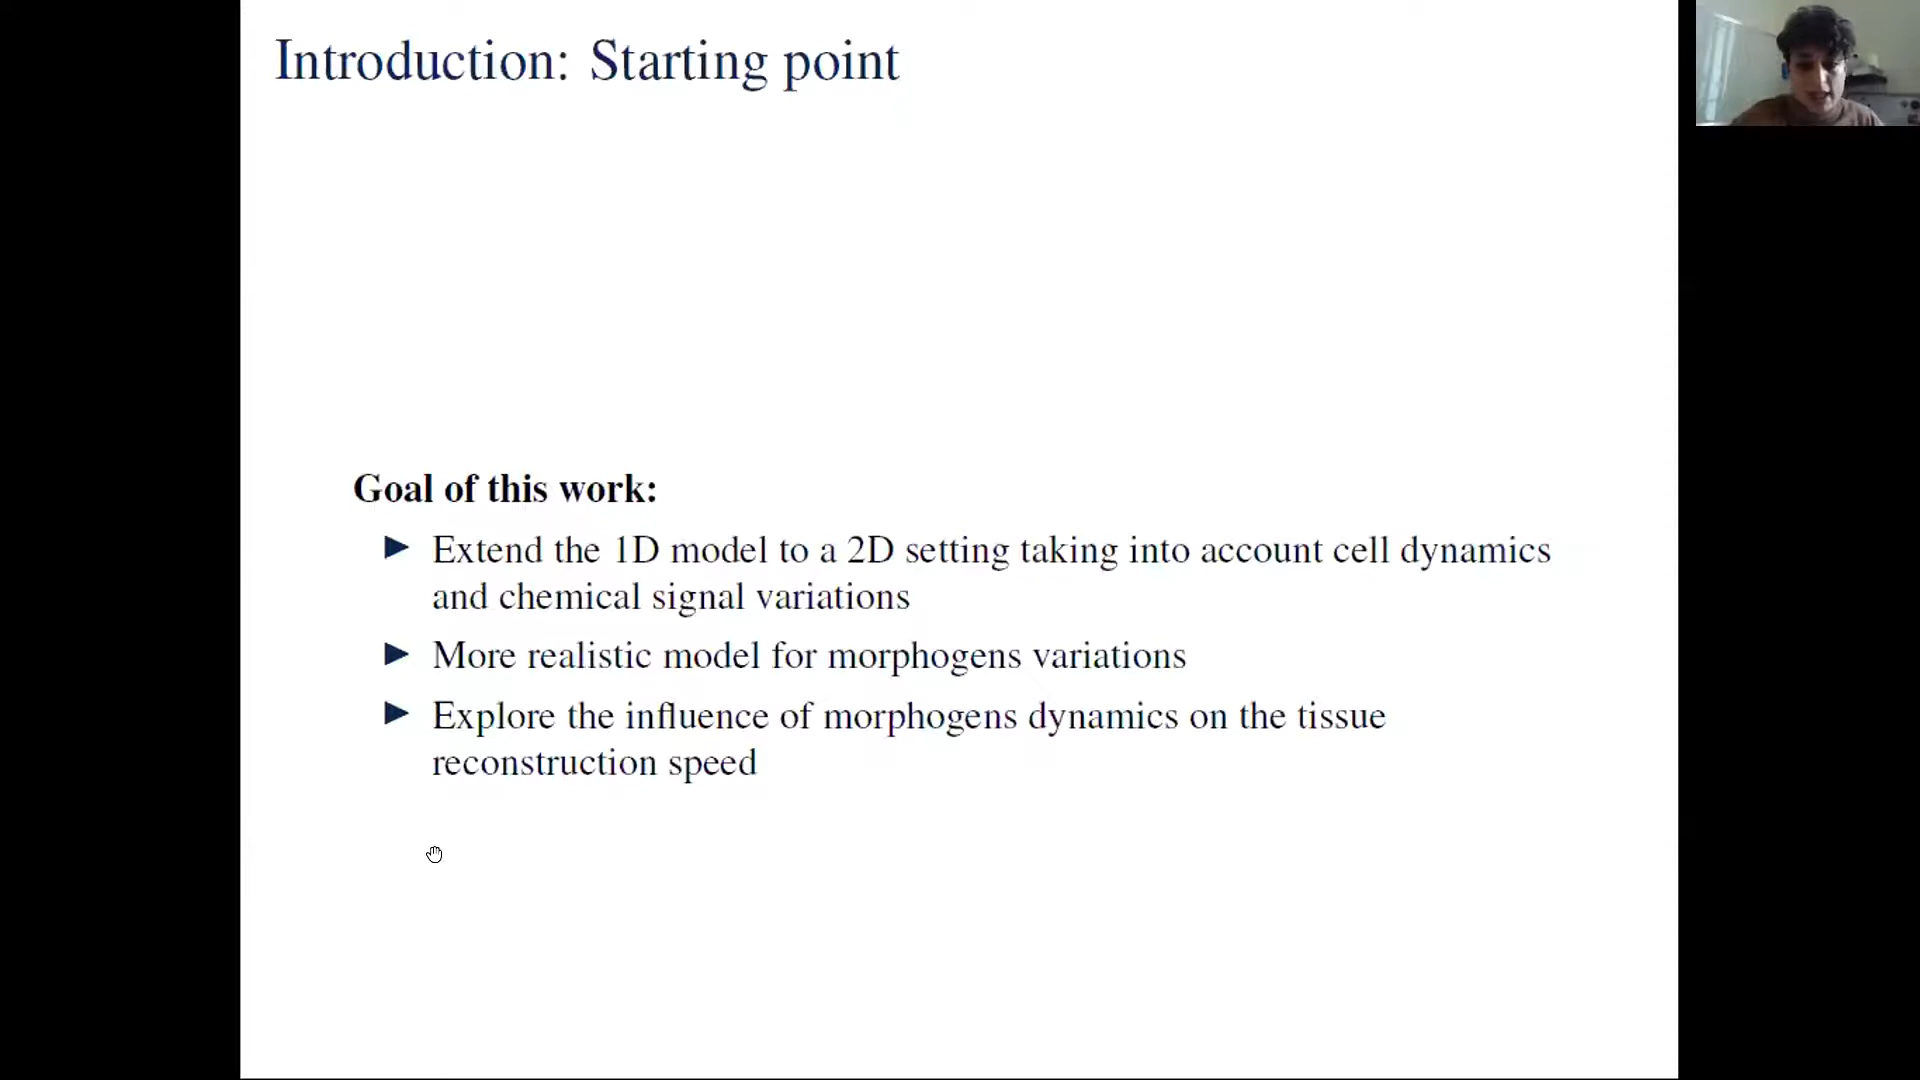 Introduction: Starting point
Goal of this work:
Extend the 1D model to a 2D setting taking into account cell dynamics
and chemical signal variations
More realistic model for morphogens variations
Explore the influence of morphogens dynamics on the tissue
reconstruction speed